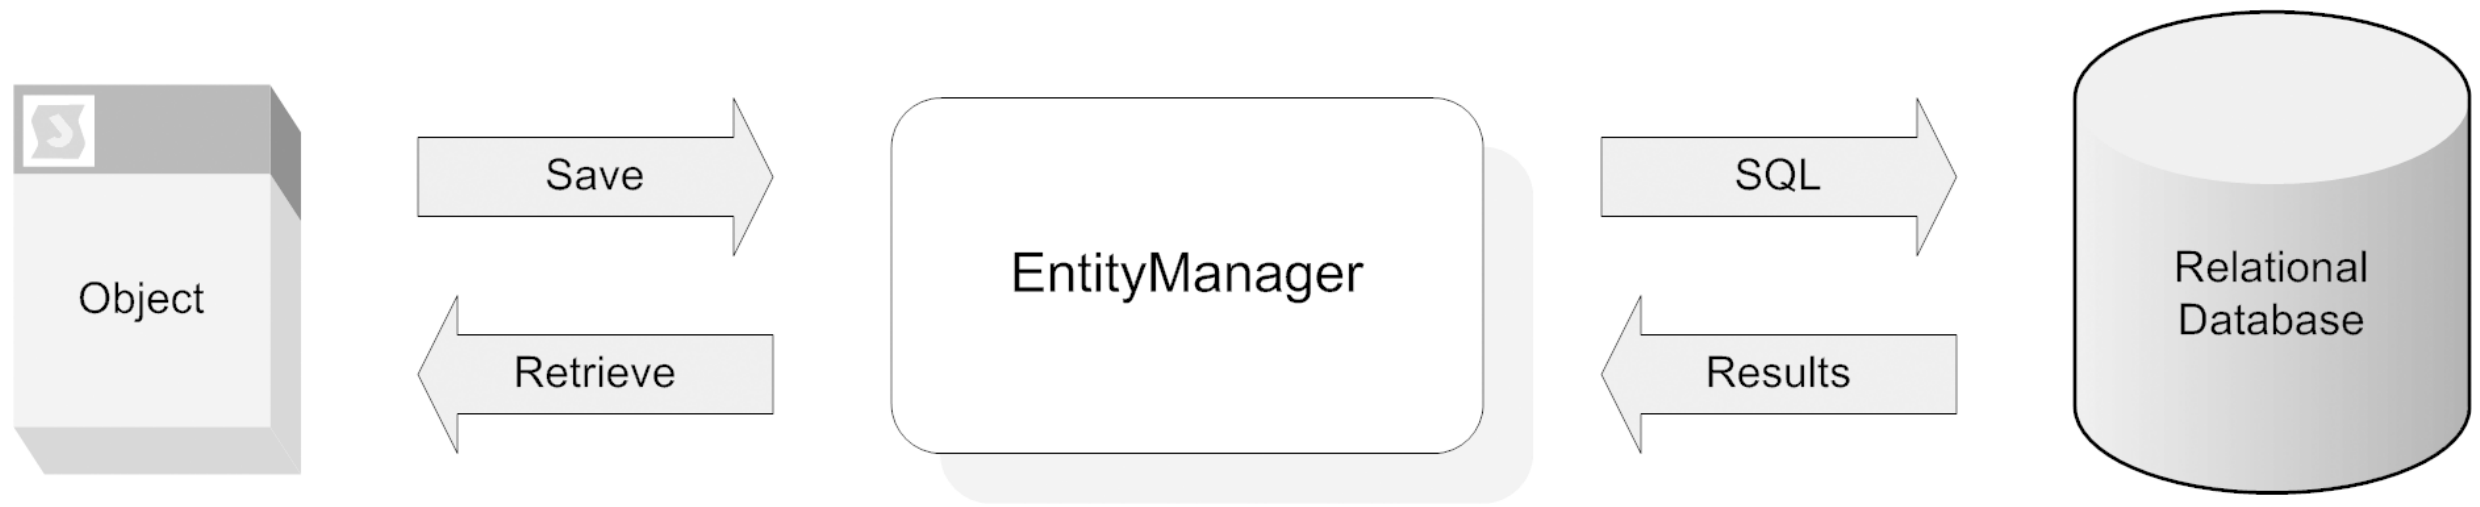 Object
Save
Retrieve
EntityManager
SQL
Results
Relational
Database